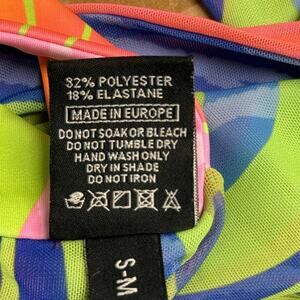 82% POLYESTER
18% ELASTANE
MADE IN EUROPE
DO NOT SOAK OR BLEACH
DO NOT TUMBLE DRY
HAND WASH ONLY
DRY IN SHADE
DO NOT IRON
S-M